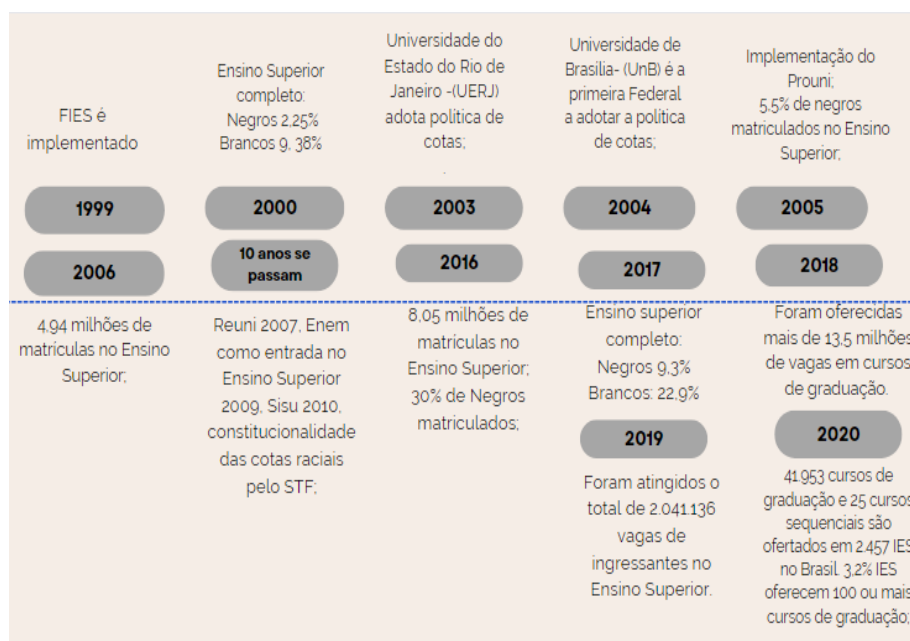 FIES é
implementado
1999
Ensino Superior
completo:
Negros 2,25%
Brancos 9, 38%
2000
Universidade do
Estado do Rio de
Janeiro -(UERJ)
adota política de
cotas;
.
2003
Universidade de
Brasilia- (UnB) é a
primeira Federal
a adotar a política
de cotas;
2004
Implementação do
Prouni;
5,5% de negros
matriculados no Ensino
Superior;
2005
2006
4,94 milhões de
matrículas no Ensino
Superior;
10 anos se
passam
Reuni 2007, Enem
como entrada no
Ensino Superior
2009, Sisu 2010,
constitucionalidade
das cotas raciais
pelo STF;
2016
8,05 milhões de
matrículas no
Ensino Superior;
30% de Negros
matriculados;
2017
Ensino superior
completo:
Negros 9,3%
Brancos: 22,9%
2018
Foram oferecidas
mais de 13,5 milhões
de vagas em cursos
de graduação.
2019
Foram atingidos o
total de 2.041.136
vagas de
ingressantes no
Ensino Superior.
2020
41.953 cursos de
graduação e 25 cursos
sequenciais são
ofertados em 2.457 IES
no Brasil. 3,2% IES
oferecem 100 ou mais
cursos de graduação;